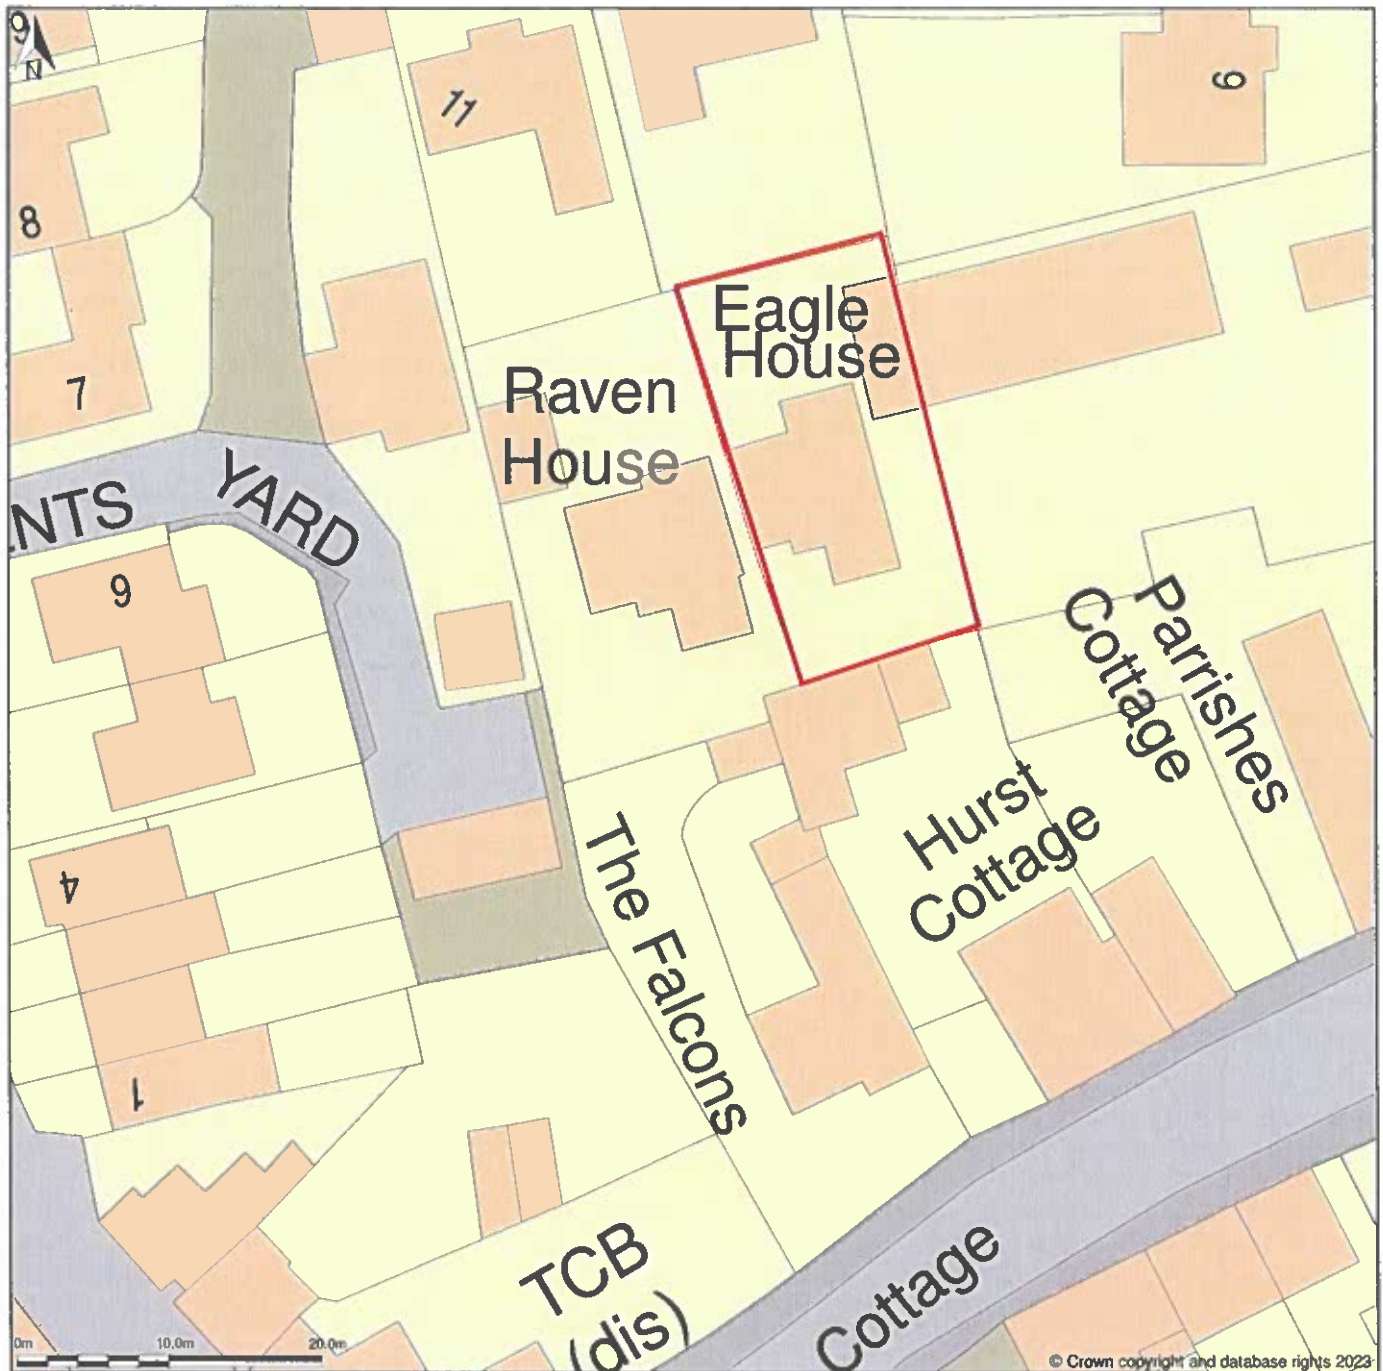 9
N
11
9
8
7
Eagle
House
Raven
House
NTS YARD
6
4
1
Parrishes
Cottage
Hurst
Cottage
The Falcons
TCB
(dis)
Cottage
0m 10.0m 20.0m
© Crown copyright and database rights 2023